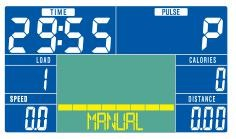 TIME PULSE
29:55 P
LOAD CALORIES
1 0
SPEED DISTANCE
0.0 0.00
MANUAL